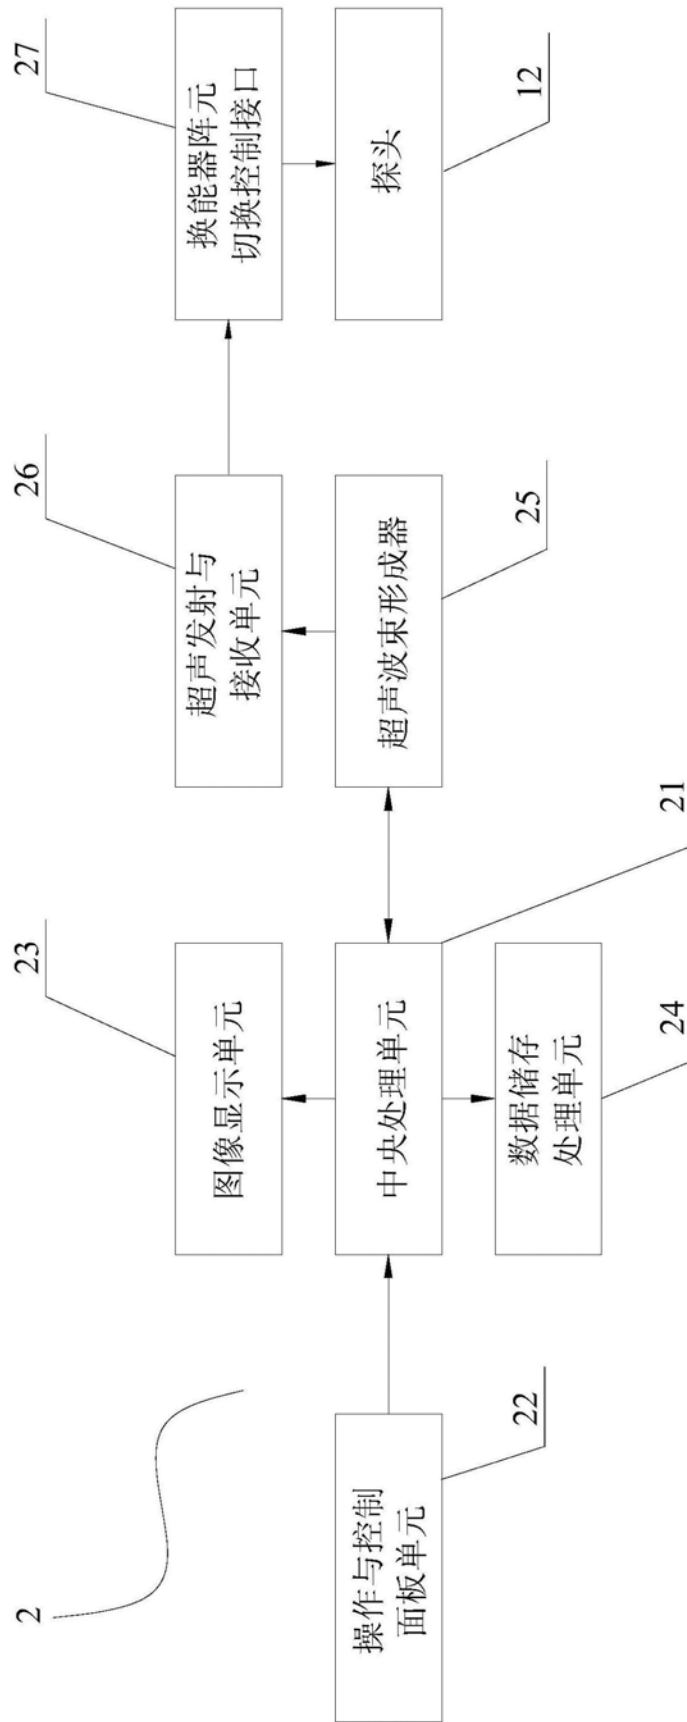 2
操作与控制
面板单元
22
图像显示单元
23
中央处理单元
21
数据储存
处理单元
24
超声发射与
接收单元
26
超声波束形成器
25
换能器阵元
切换控制接口
27
探头
12